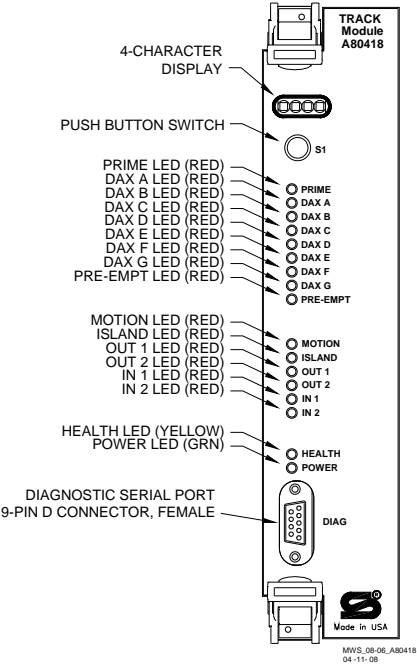 TRACK
Module
A80418
4-CHARACTER
DISPLAY
PUSH BUTTON SWITCH
S1
PRIME LED (RED)
DAX A LED (RED)
DAX B LED (RED)
DAX C LED (RED)
DAX D LED (RED)
DAX E LED (RED)
DAX F LED (RED)
DAX G LED (RED)
PRE-EMPT LED (RED)
PRIME
DAX A
DAX B
DAX C
DAX D
DAX E
DAX F
DAX G
PRE-EMPT
MOTION LED (RED)
ISLAND LED (RED)
OUT 1 LED (RED)
OUT 2 LED (RED)
IN 1 LED (RED)
IN 2 LED (RED)
MOTION
ISLAND
OUT 1
OUT 2
IN 1
IN 2
HEALTH LED (YELLOW)
POWER LED (GRN)
HEALTH
POWER
DIAGNOSTIC SERIAL PORT
9-PIN D CONNECTOR, FEMALE
DIAG
Made in USA
MWS_08-06_A80418
04-11-08